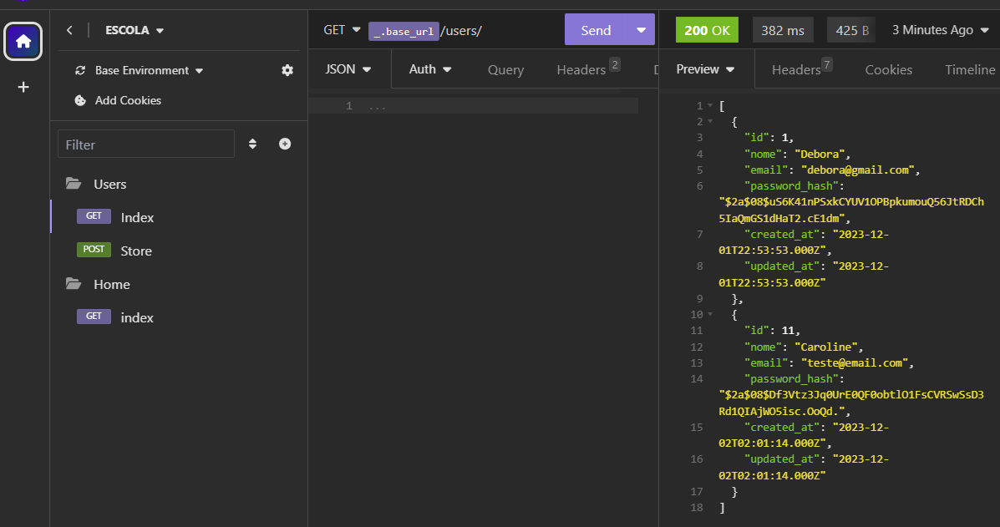 ESCOLA
Base Environment
Add Cookies
Filter
Users
GET Index
POST Store
Home
GET index
GET _.base_url /users/ Send
JSON Auth Query Headers 2
1 ...
200 OK 382 ms 425 B 3 Minutes Ago
Preview Headers 7 Cookies Timeline
1 [
2 {
3 "id": 1,
4 "nome": "Debora",
5 "email": "debora@gmail.com",
6 "password_hash":
"$2a$08$uS6K41nPSxkCYUV1OPBpkumouQ56JtRDCh
5IaQmGS1dHaT2.cE1dm",
7 "created_at": "2023-12-
01T22:53:53.000Z",
8 "updated_at": "2023-12-
01T22:53:53.000Z"
9 },
10 {
11 "id": 11,
12 "nome": "Caroline",
13 "email": "teste@email.com",
14 "password_hash":
"$2a$08$Df3Vtz3Jq0UrE0QF0obtlO1FsCVRSwSsD3
Rd1QIAjWO5isc.OoQd.",
15 "created_at": "2023-12-
02T02:01:14.000Z",
16 "updated_at": "2023-12-
02T02:01:14.000Z"
17 }
18 ]